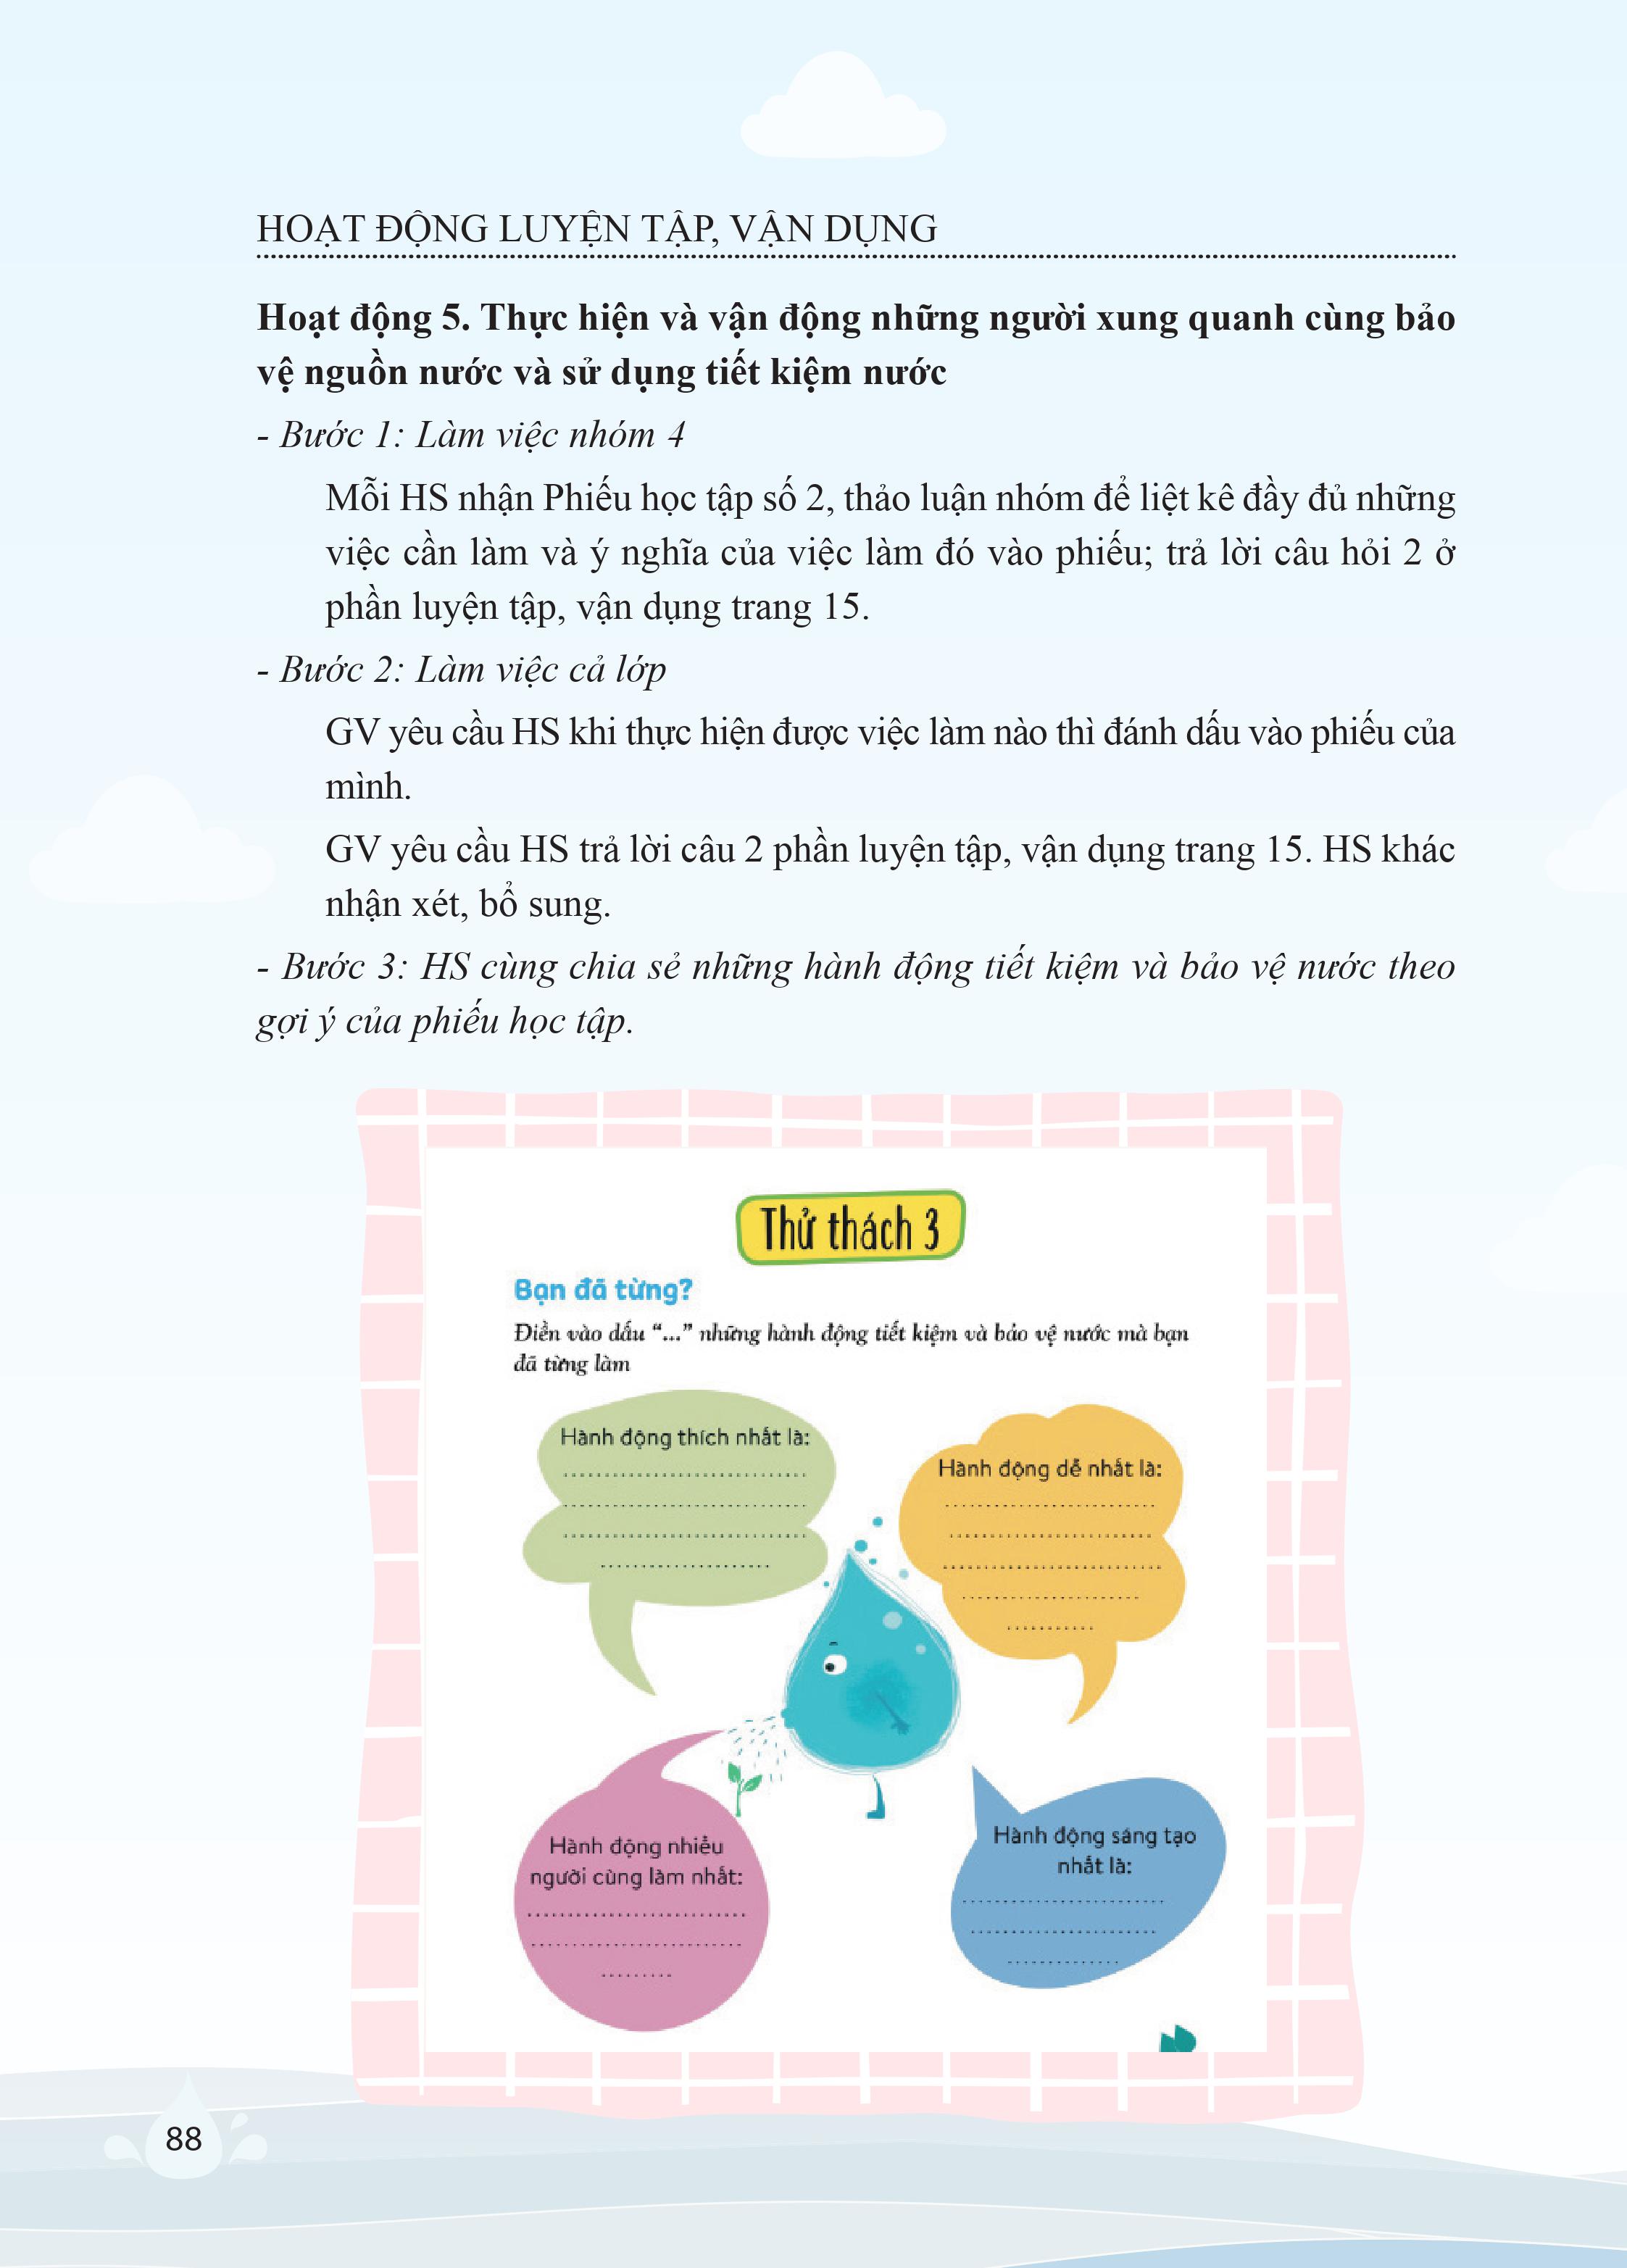 HOẠT ĐỘNG LUYỆN TẬP, VẬN DỤNG
Hoạt động 5. Thực hiện và vận động những người xung quanh cùng bảo
vệ nguồn nước và sử dụng tiết kiệm nước
- Bước 1: Làm việc nhóm 4
Mỗi HS nhận Phiếu học tập số 2, thảo luận nhóm để liệt kê đầy đủ những
việc cần làm và ý nghĩa của việc làm đó vào phiếu; trả lời câu hỏi 2 ở
phần luyện tập, vận dụng trang 15.
- Bước 2: Làm việc cả lớp
GV yêu cầu HS khi thực hiện được việc làm nào thì đánh dấu vào phiếu của
mình.
GV yêu cầu HS trả lời câu 2 phần luyện tập, vận dụng trang 15. HS khác
nhận xét, bổ sung.
- Bước 3: HS cùng chia sẻ những hành động tiết kiệm và bảo vệ nước theo
gợi ý của phiếu học tập.
Thử thách 3
Bạn đã từng?
Điền vào dấu “...” những hành động tiết kiệm và bảo vệ nước mà bạn
đã từng làm
Hành động thích nhất là:
Hành động dễ nhất là:
Hành động nhiều
người cùng làm nhất:
Hành động sáng tạo
nhất là:
88